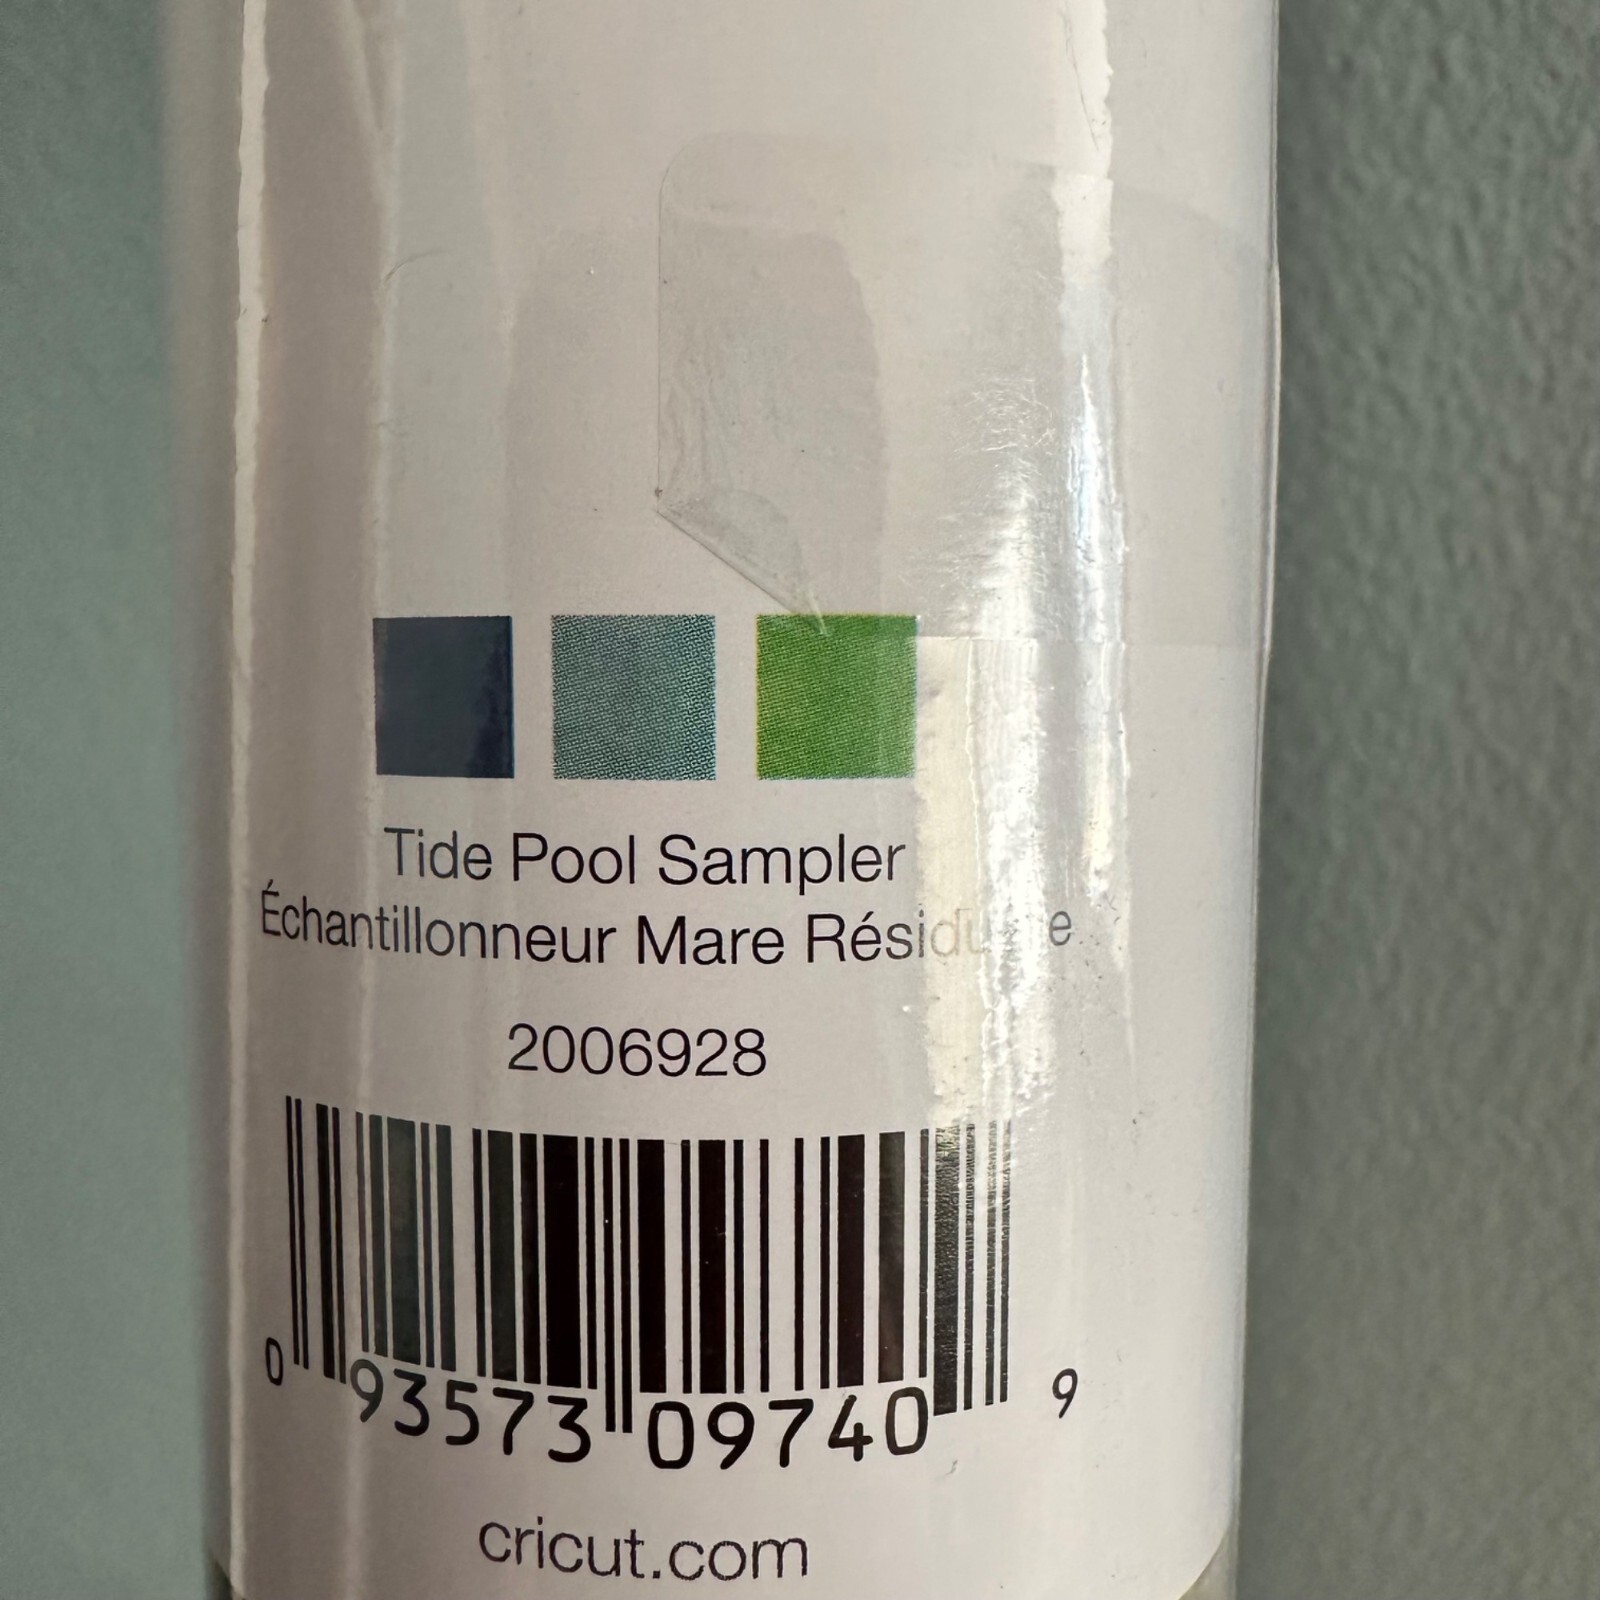 Tide Pool Sampler
Échantillonneur Mare
2006928
0 93573 09740 9
cricut.com